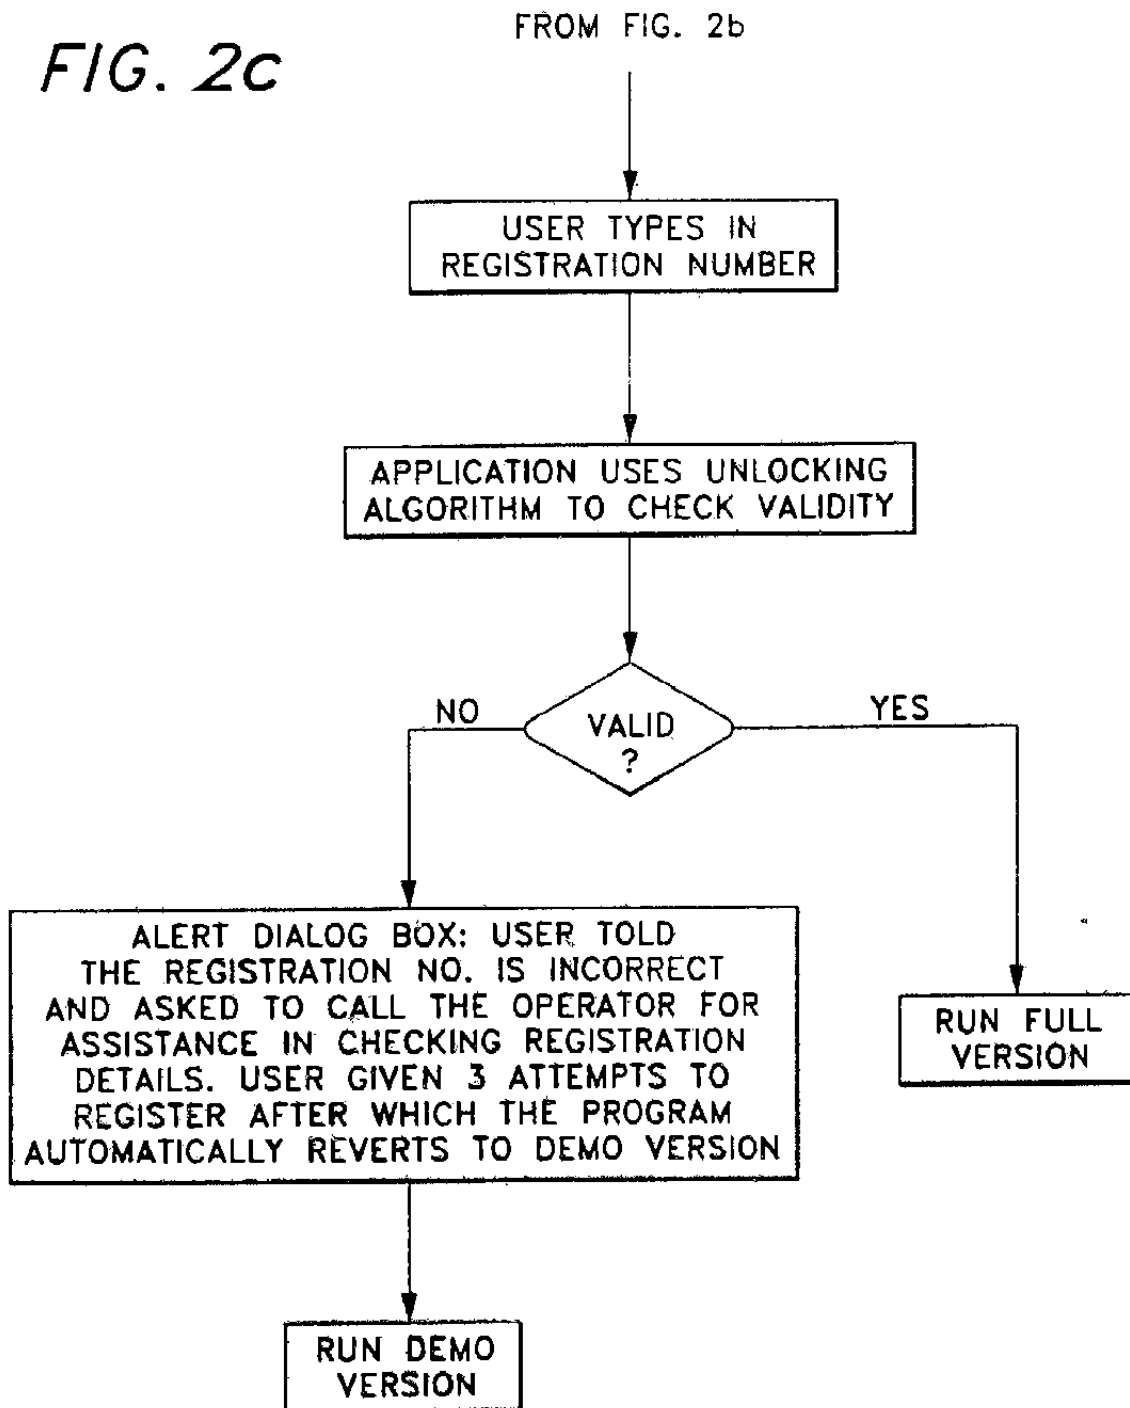 FROM FIG. 2b
FIG. 2c
USER TYPES IN
REGISTRATION NUMBER
APPLICATION USES UNLOCKING
ALGORITHM TO CHECK VALIDITY
NO
VALID
?
YES
ALERT DIALOG BOX: USER TOLD
THE REGISTRATION NO. IS INCORRECT
AND ASKED TO CALL THE OPERATOR FOR
ASSISTANCE IN CHECKING REGISTRATION
DETAILS. USER GIVEN 3 ATTEMPTS TO
REGISTER AFTER WHICH THE PROGRAM
AUTOMATICALLY REVERTS TO DEMO VERSION
RUN FULL
VERSION
RUN DEMO
VERSION